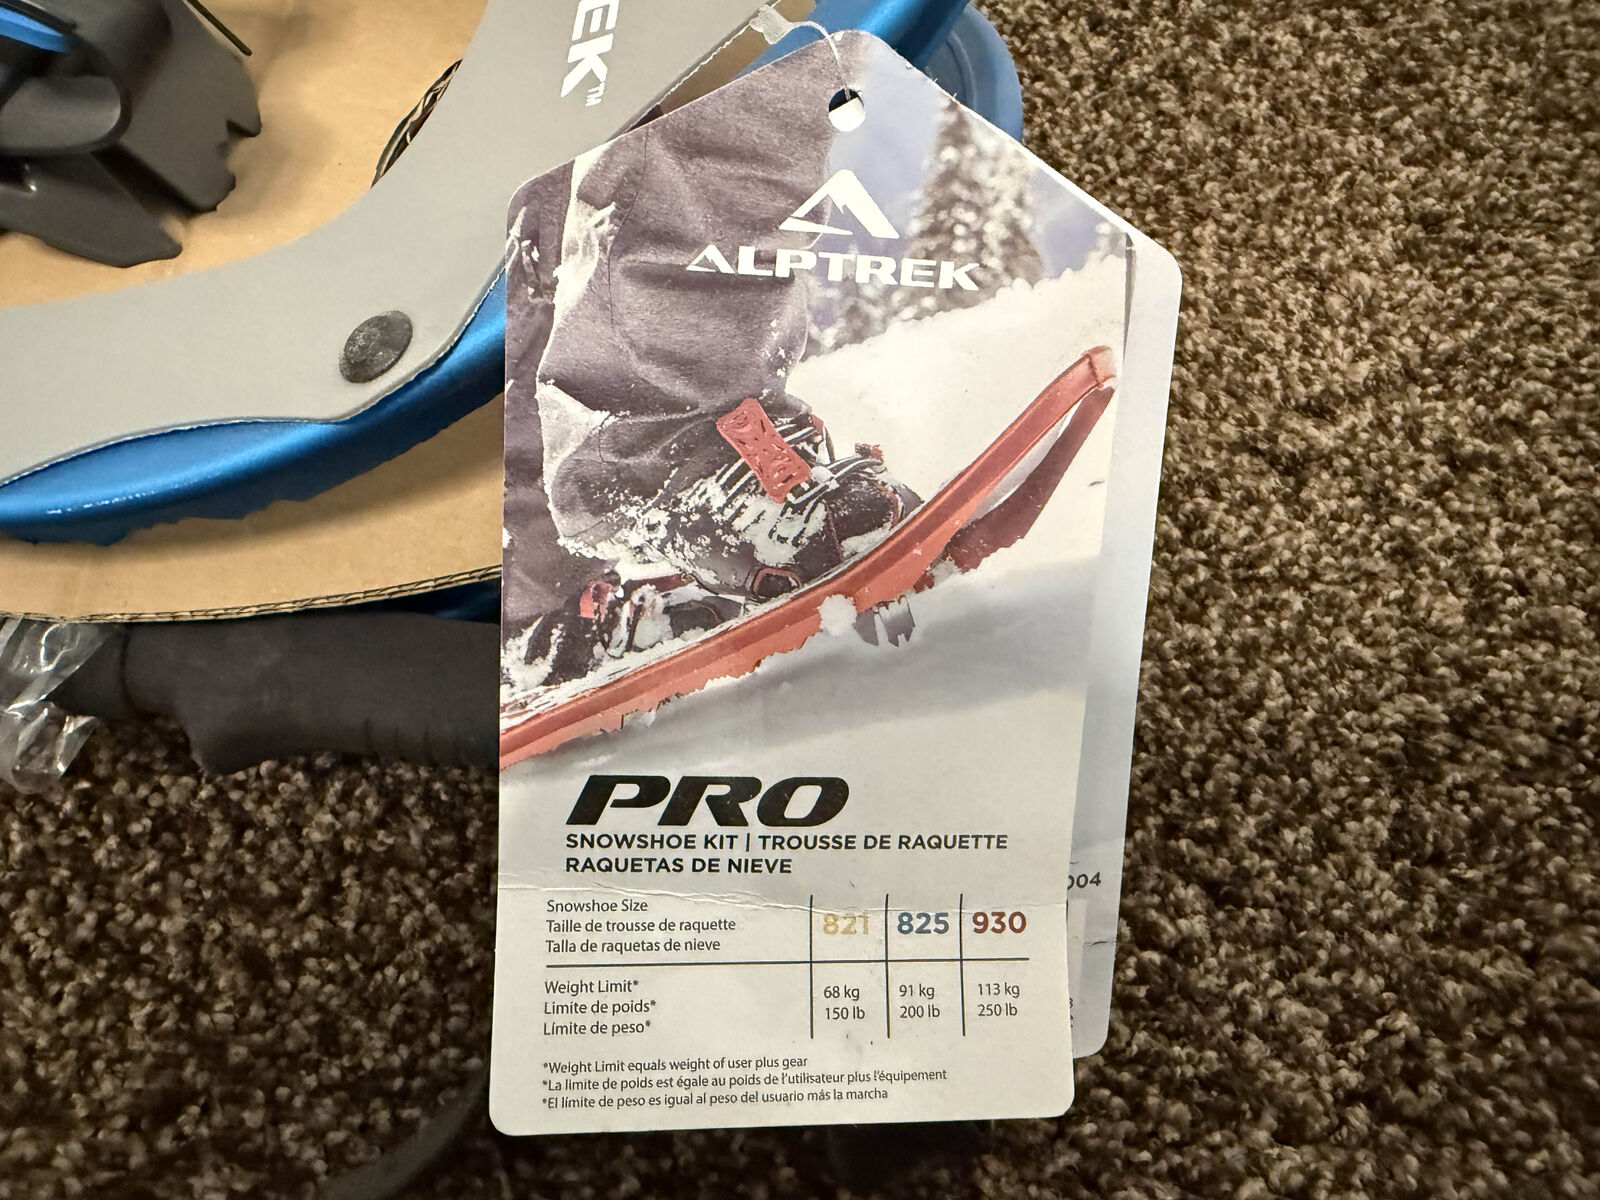 EK™
ALPTREK
PRO
SNOWSHOE KIT | TROUSSE DE RAQUETTE
RAQUETAS DE NIEVE
Snowshoe Size
Taille de trousse de raquette
Talla de raquetas de nieve
821 825 930
Weight Limit*
Limite de poids*
Límite de peso*
68 kg 91 kg 113 kg
150 lb 200 lb 250 lb
*Weight Limit equals weight of user plus gear
*La limite de poids est égale au poids de l'utilisateur plus l'équipement
*El límite de peso es igual al peso del usuario más la marcha
004